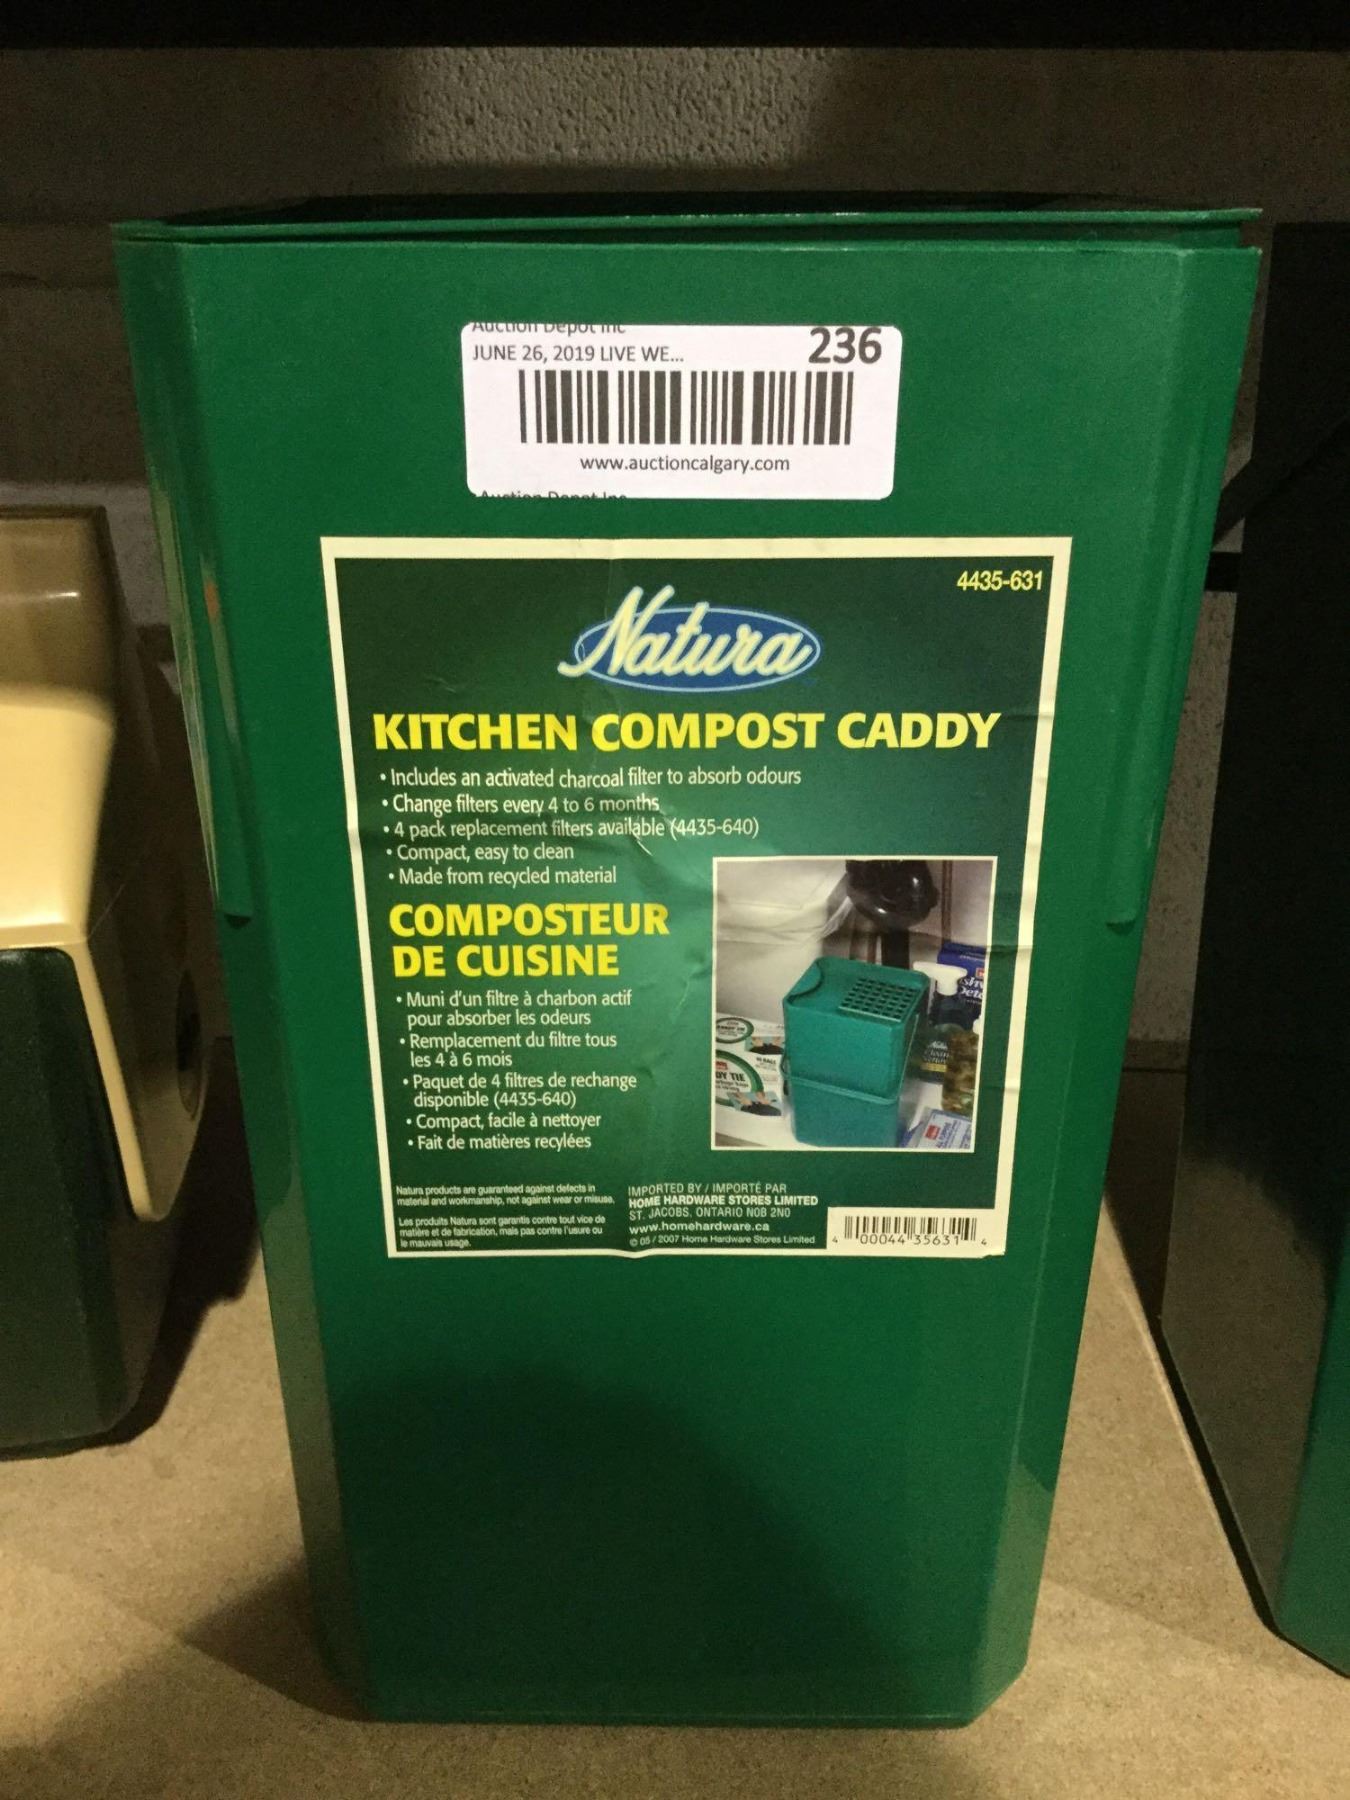 Auction Depot Inc
236
JUNE 26, 2019 LIVE WE...
www.auctioncalgary.com
Auction Depot Inc
4435-631
Natura
KITCHEN COMPOST CADDY
• Includes an activated charcoal filter to absorb odours
• Change filters every 4 to 6 months
• 4 pack replacement filters available (4435-640)
• Compact, easy to clean
• Made from recycled material
COMPOSTEUR
DE CUISINE
• Muni d'un filtre à charbon actif
pour absorber les odeurs
• Remplacement du filtre tous
les 4 à 6 mois
• Paquet de 4 filtres de rechange
disponible (4435-640)
• Compact, facile à nettoyer
• Fait de matières recylées
Natura products are guaranteed against defects in
material and workmanship, not against wear or misuse.
Les produits Natura sont garantis contre tout vice de
matière et de fabrication, mais pas contre l'usure ou
le mauvais usage.
IMPORTED BY / IMPORTÉ PAR
HOME HARDWARE STORES LIMITED
ST. JACOBS, ONTARIO N0B 2N0
www.homehardware.ca
© 05 / 2007 Home Hardware Stores Limited
4 00044 35631 4